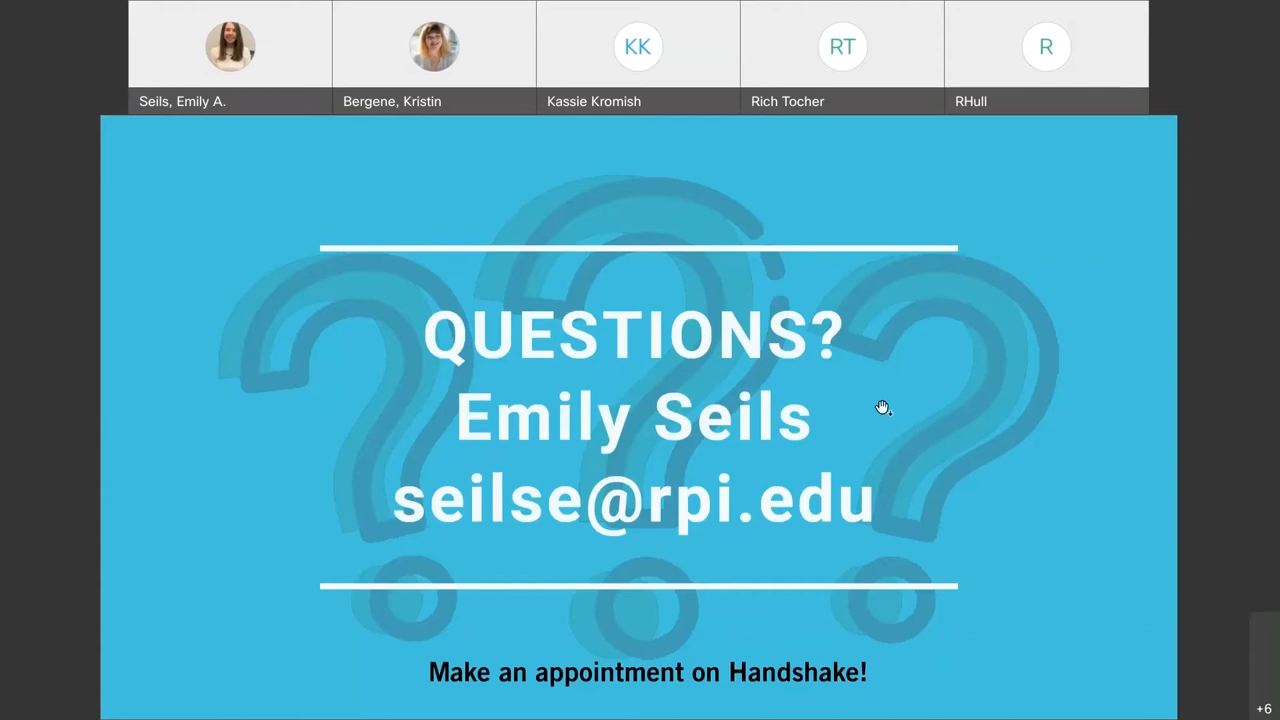 KK
RT
R
Seils, Emily A.
Bergene, Kristin
Kassie Kromish
Rich Tocher
RHull
QUESTIONS?
Emily Seils
seilse@rpi.edu
Make an appointment on Handshake!
+6